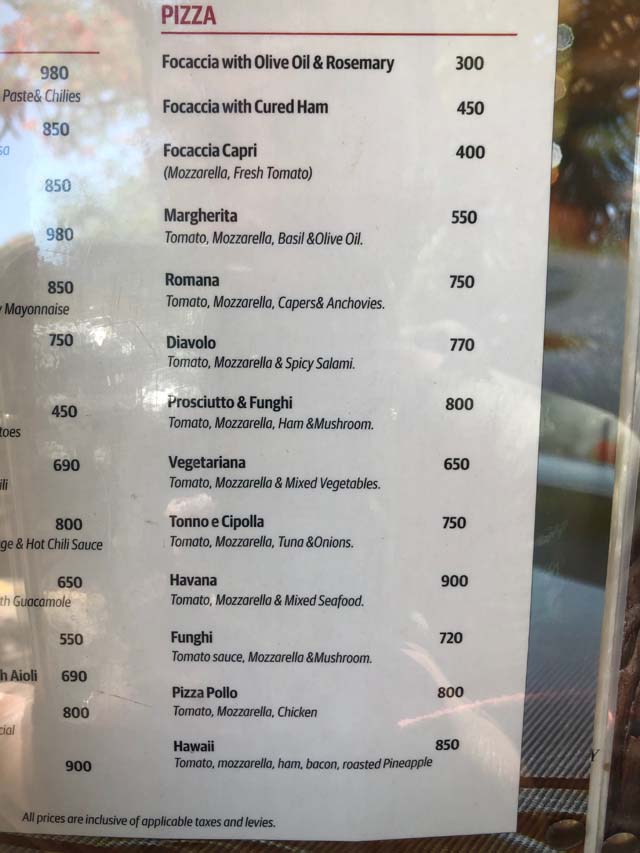 980
Paste& Chilies
850
850
980
850
Mayonnaise
750
450
690
800
& Hot Chili Sauce
650
Guacamole
550
Aioli 690
800
900
PIZZA
Focaccia with Olive Oil & Rosemary 300
Focaccia with Cured Ham 450
Focaccia Capri 400
(Mozzarella, Fresh Tomato)
Margherita 550
Tomato, Mozzarella, Basil &Olive Oil.
Romana 750
Tomato, Mozzarella, Capers& Anchovies.
Diavolo 770
Tomato, Mozzarella & Spicy Salami.
Prosciutto & Funghi 800
Tomato, Mozzarella, Ham &Mushroom.
Vegetariana 650
Tomato, Mozzarella & Mixed Vegetables.
Tonno e Cipolla 750
Tomato, Mozzarella, Tuna &Onions.
Havana 900
Tomato, Mozzarella & Mixed Seafood.
Funghi 720
Tomato sauce, Mozzarella &Mushroom.
Pizza Pollo 800
Tomato, Mozzarella, Chicken
Hawaii 850
Tomato, mozzarella, ham, bacon, roasted Pineapple
All prices are inclusive of applicable taxes and levies.